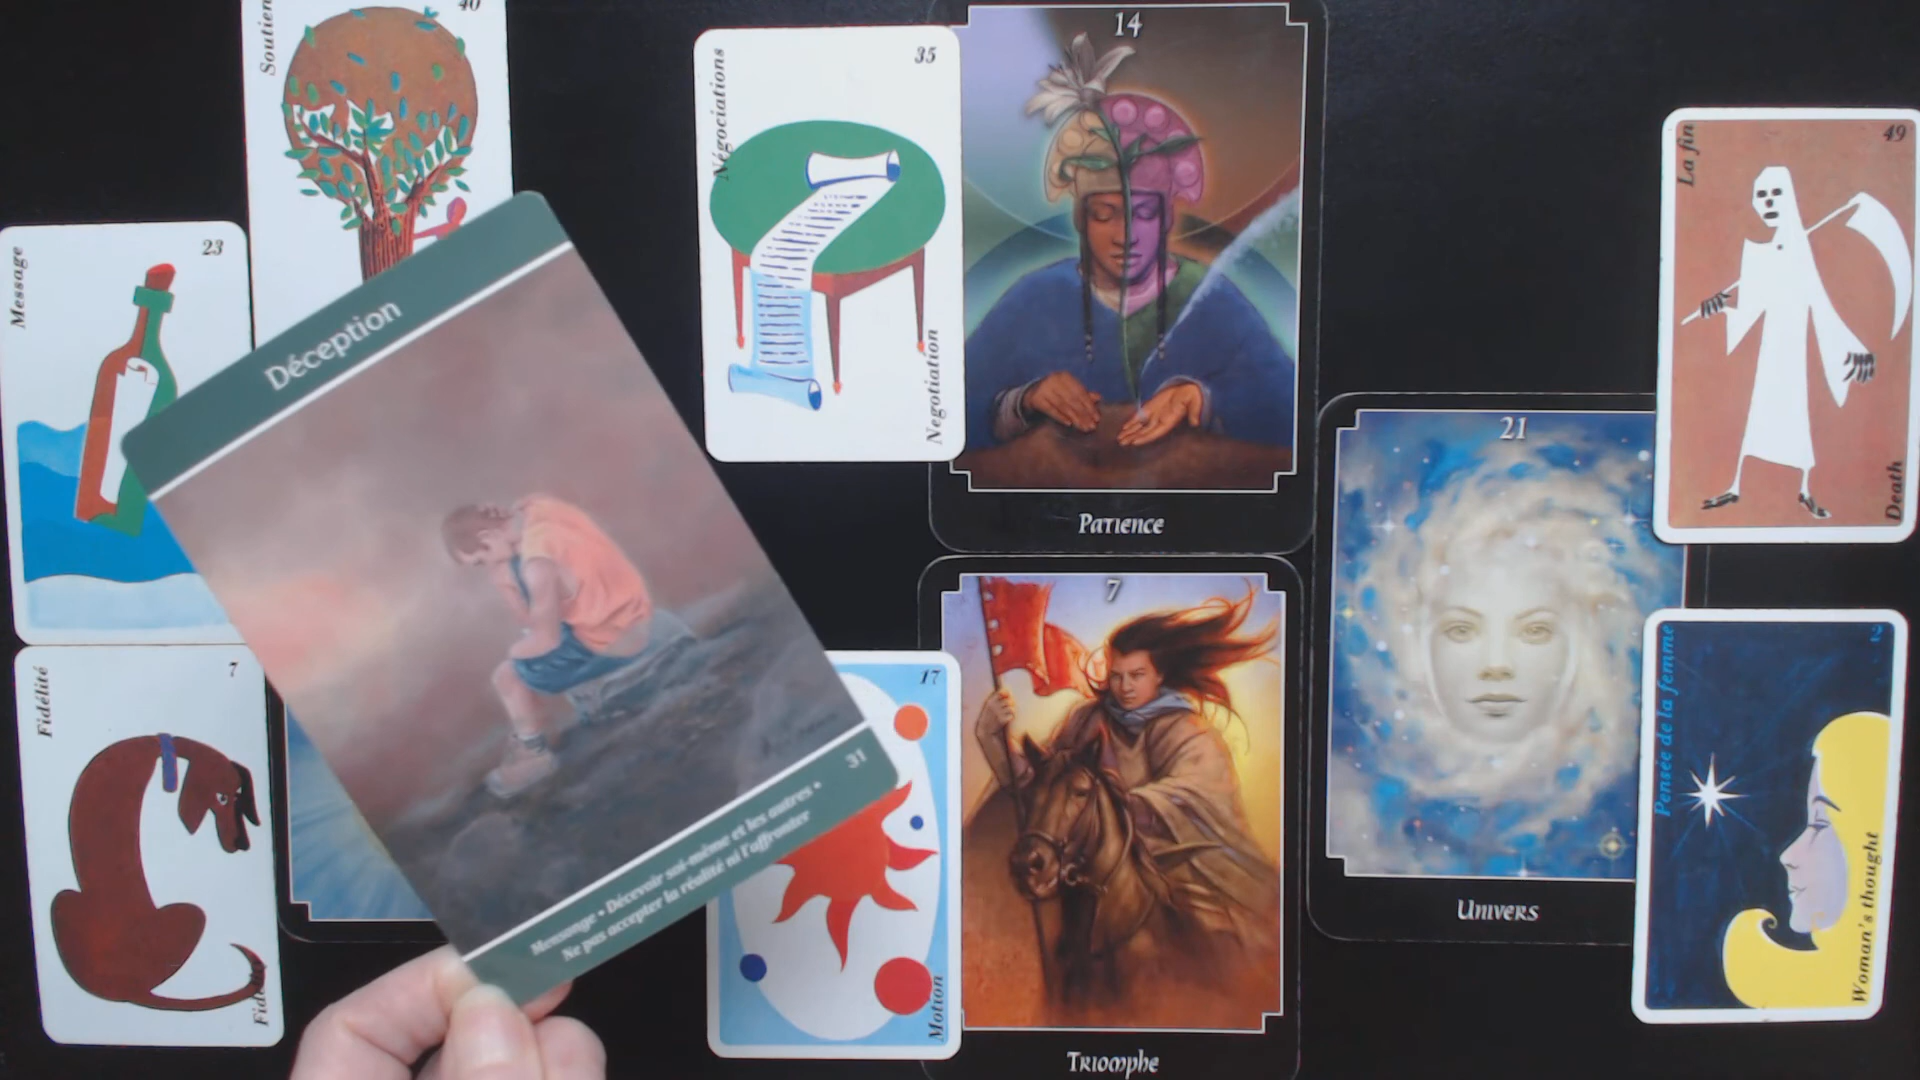 Soutien
40
Message
23
Fidélité
7
Déception
31
Mensonge • Décevoir soi-même et les autres •
Ne pas accepter la réalité ni l'affronter
Négociations
35
Negotiation
14
Patience
17
Motion
7
Triomphe
21
Univers
La fin
49
Death
Pensée de la femme
2
Woman's thought